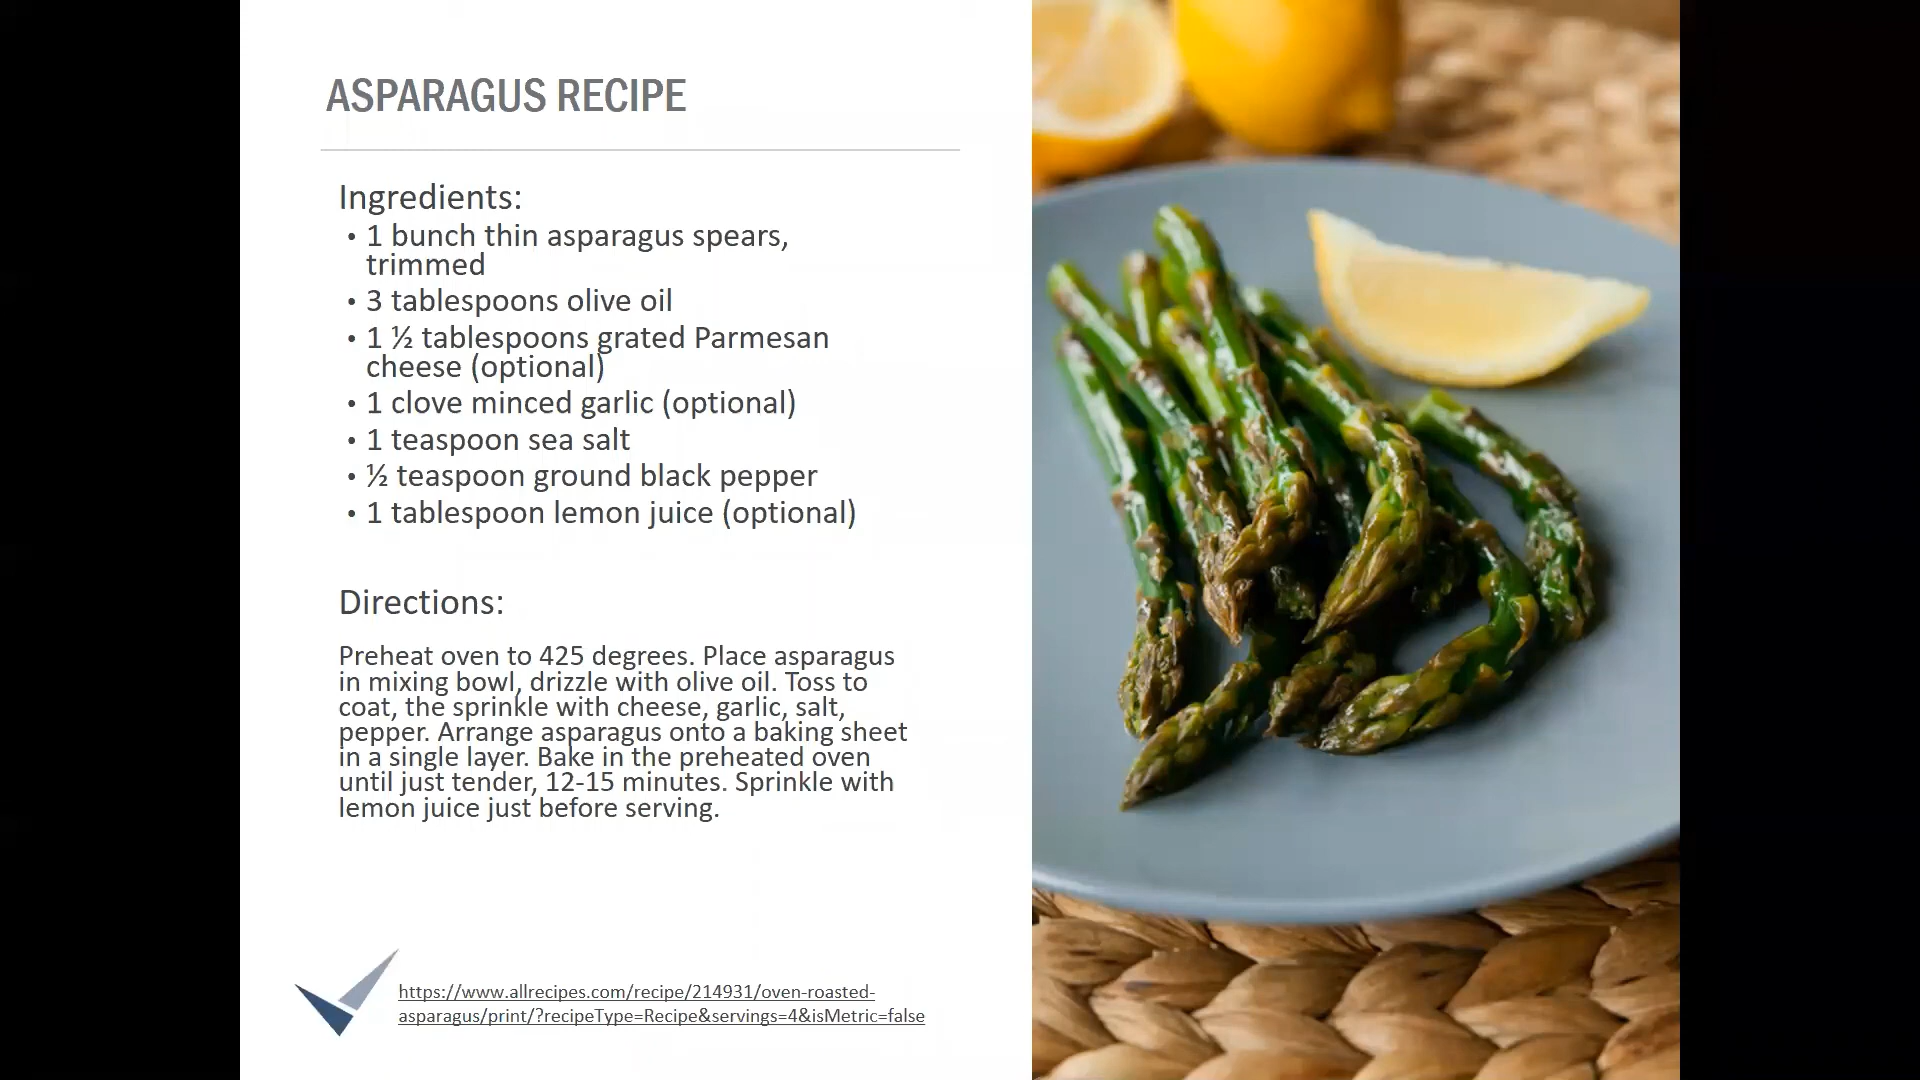 ASPARAGUS RECIPE
Ingredients:
• 1 bunch thin asparagus spears,
trimmed
• 3 tablespoons olive oil
• 1 ½ tablespoons grated Parmesan
cheese (optional)
• 1 clove minced garlic (optional)
• 1 teaspoon sea salt
• ½ teaspoon ground black pepper
• 1 tablespoon lemon juice (optional)
Directions:
Preheat oven to 425 degrees. Place asparagus
in mixing bowl, drizzle with olive oil. Toss to
coat, the sprinkle with cheese, garlic, salt,
pepper. Arrange asparagus onto a baking sheet
in a single layer. Bake in the preheated oven
until just tender, 12-15 minutes. Sprinkle with
lemon juice just before serving.
https://www.allrecipes.com/recipe/214931/oven-roasted-
asparagus/print/?recipeType=Recipe&servings=4&isMetric=false